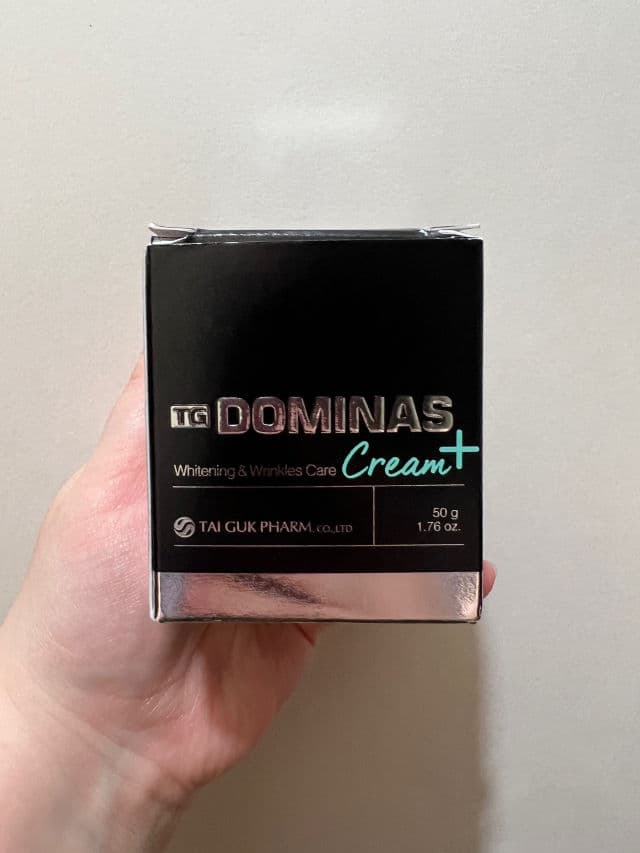 TG DOMINAS
Whitening & Wrinkles Care Cream+
TAI GUK PHARM. CO.,LTD
50 g
1.76 oz.